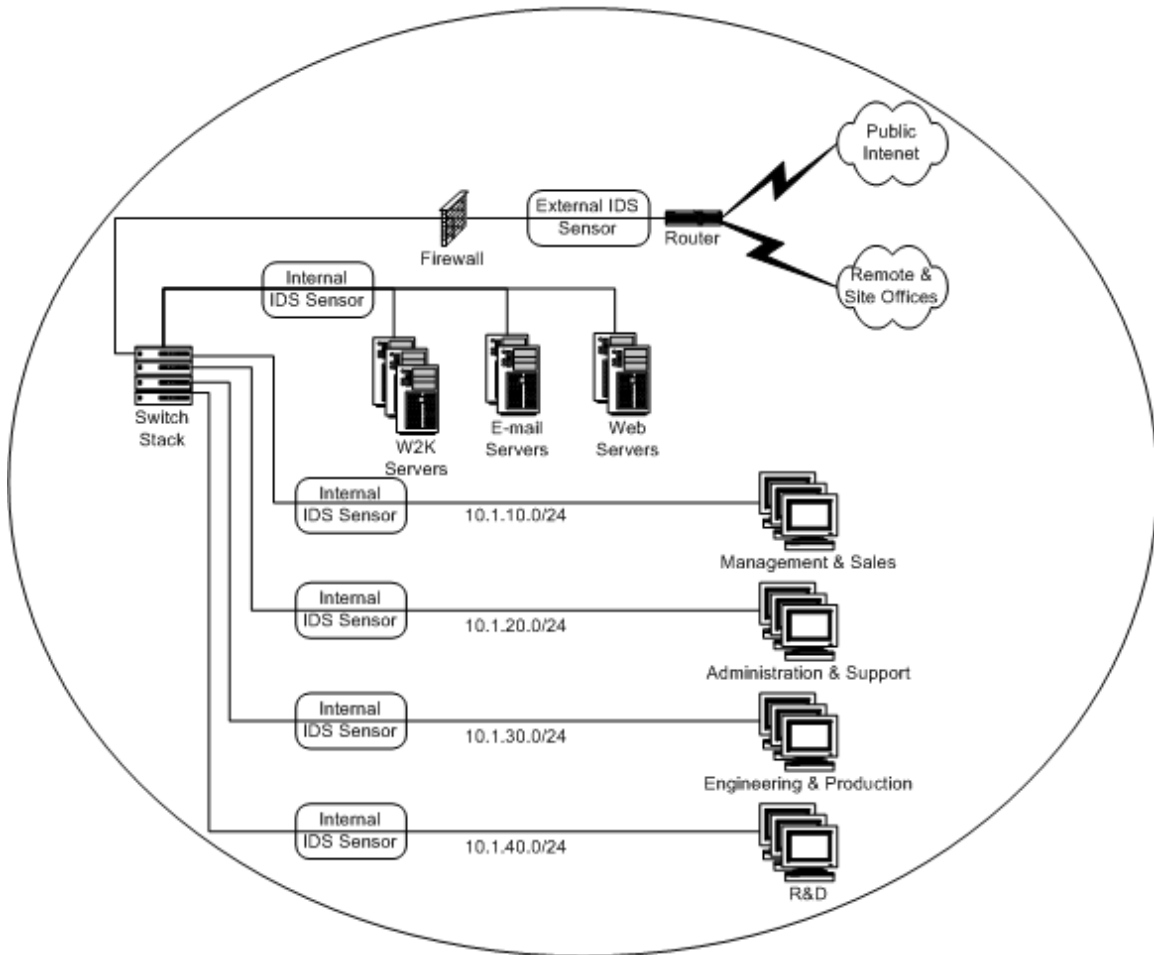 Public
Intenet
External IDS
Sensor
Router
Firewall
Remote &
Site Offices
Internal
IDS Sensor
Switch
Stack
W2K
Servers
E-mail
Servers
Web
Servers
Internal
IDS Sensor
10.1.10.0/24
Management & Sales
Internal
IDS Sensor
10.1.20.0/24
Administration & Support
Internal
IDS Sensor
10.1.30.0/24
Engineering & Production
Internal
IDS Sensor
10.1.40.0/24
R&D